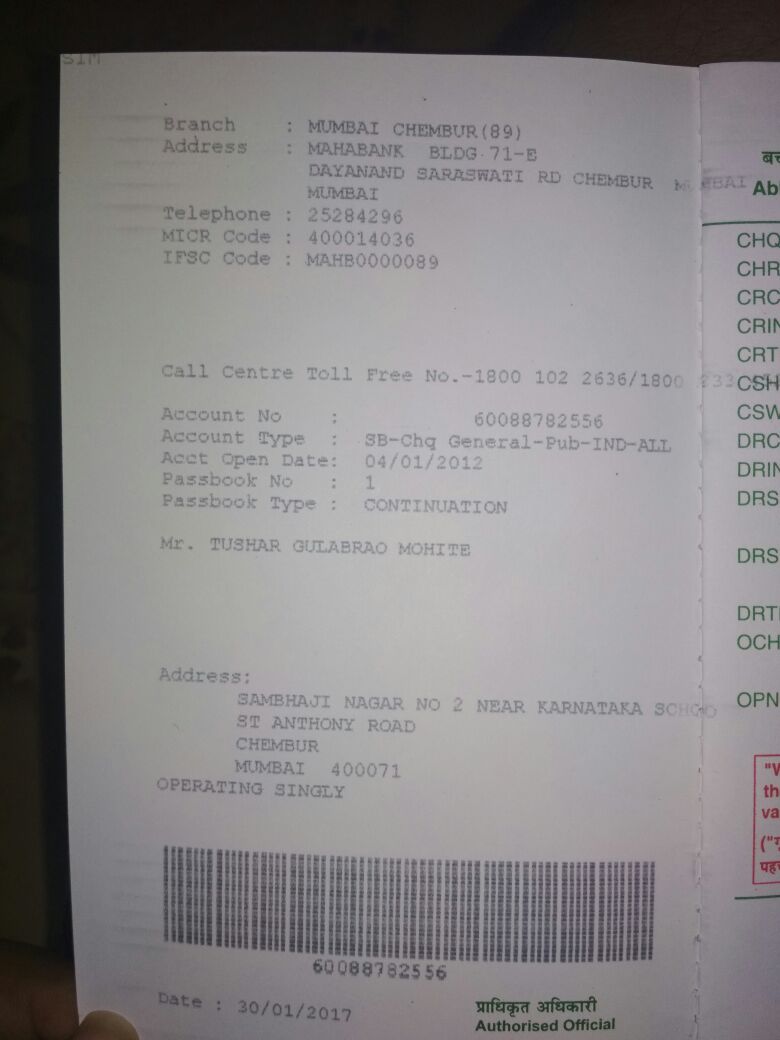 SIM
Branch : MUMBAI CHEMBUR(89)
Address : MAHABANK BLDG 71-E
DAYANAND SARASWATI RD CHEMBUR MUMBAI
MUMBAI
Telephone : 25284296
MICR Code : 400014036
IFSC Code : MAHB0000089
Call Centre Toll Free No.-1800 102 2636/1800 233
Account No : 60088782556
Account Type : SB-Chq General-Pub-IND-ALL
Acct Open Date: 04/01/2012
Passbook No : 1
Passbook Type : CONTINUATION
Mr. TUSHAR GULABRAO MOHITE
Address:
SAMBHAJI NAGAR NO 2 NEAR KARNATAKA SCHOO
ST ANTHONY ROAD
CHEMBUR
MUMBAI 400071
OPERATING SINGLY
60088782556
Date : 30/01/2017
प्राधिकृत अधिकारी
Authorised Official
CHQ
CHR
CRC
CRIN
CRT
CSH
CSW
DRC
DRIN
DRS
DRS
DRT
OCH
OPN